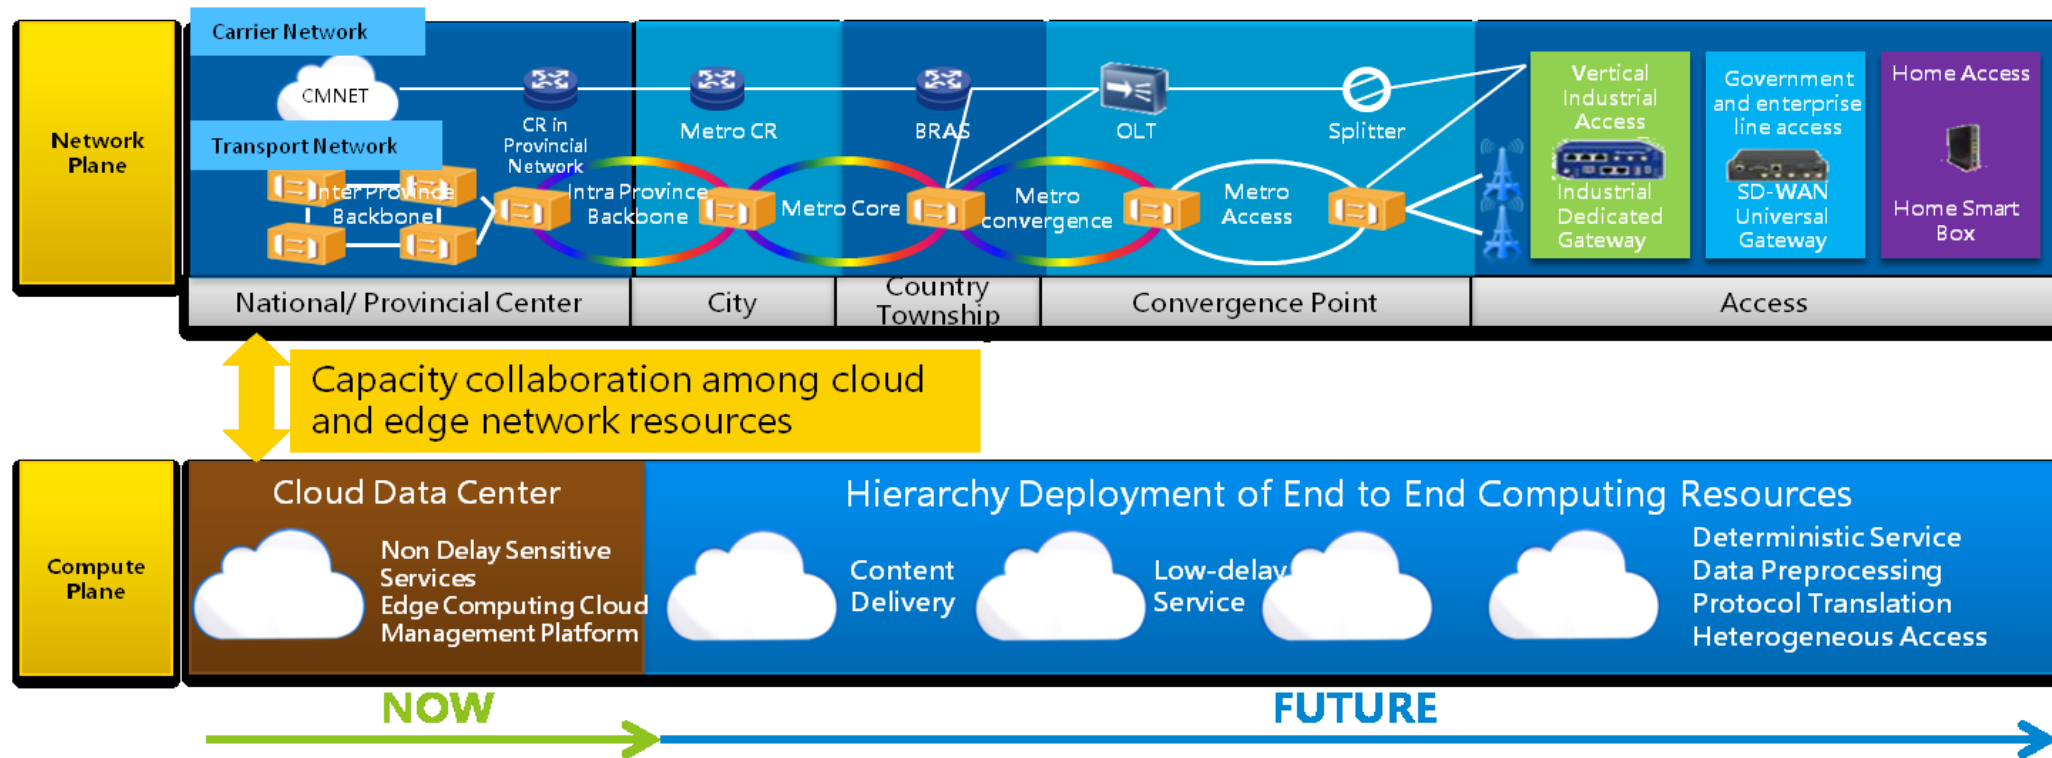 Network
Plane
Carrier Network
CMNET
CR in
Provincial
Network
Metro CR
BRAS
OLT
Splitter
Transport Network
Inter Province
Backbone
Intra Province
Backbone
Metro Core
Metro
convergence
Metro
Access
Vertical
Industrial
Access
Industrial
Dedicated
Gateway
Government
and enterprise
line access
SD-WAN
Universal
Gateway
Home Access
Home Smart
Box
National/ Provincial Center
City
Country
Township
Convergence Point
Access
Capacity collaboration among cloud
and edge network resources
Compute
Plane
Cloud Data Center
Non Delay Sensitive
Services
Edge Computing Cloud
Management Platform
Hierarchy Deployment of End to End Computing Resources
Content
Delivery
Low-delay
Service
Deterministic Service
Data Preprocessing
Protocol Translation
Heterogeneous Access
NOW
FUTURE